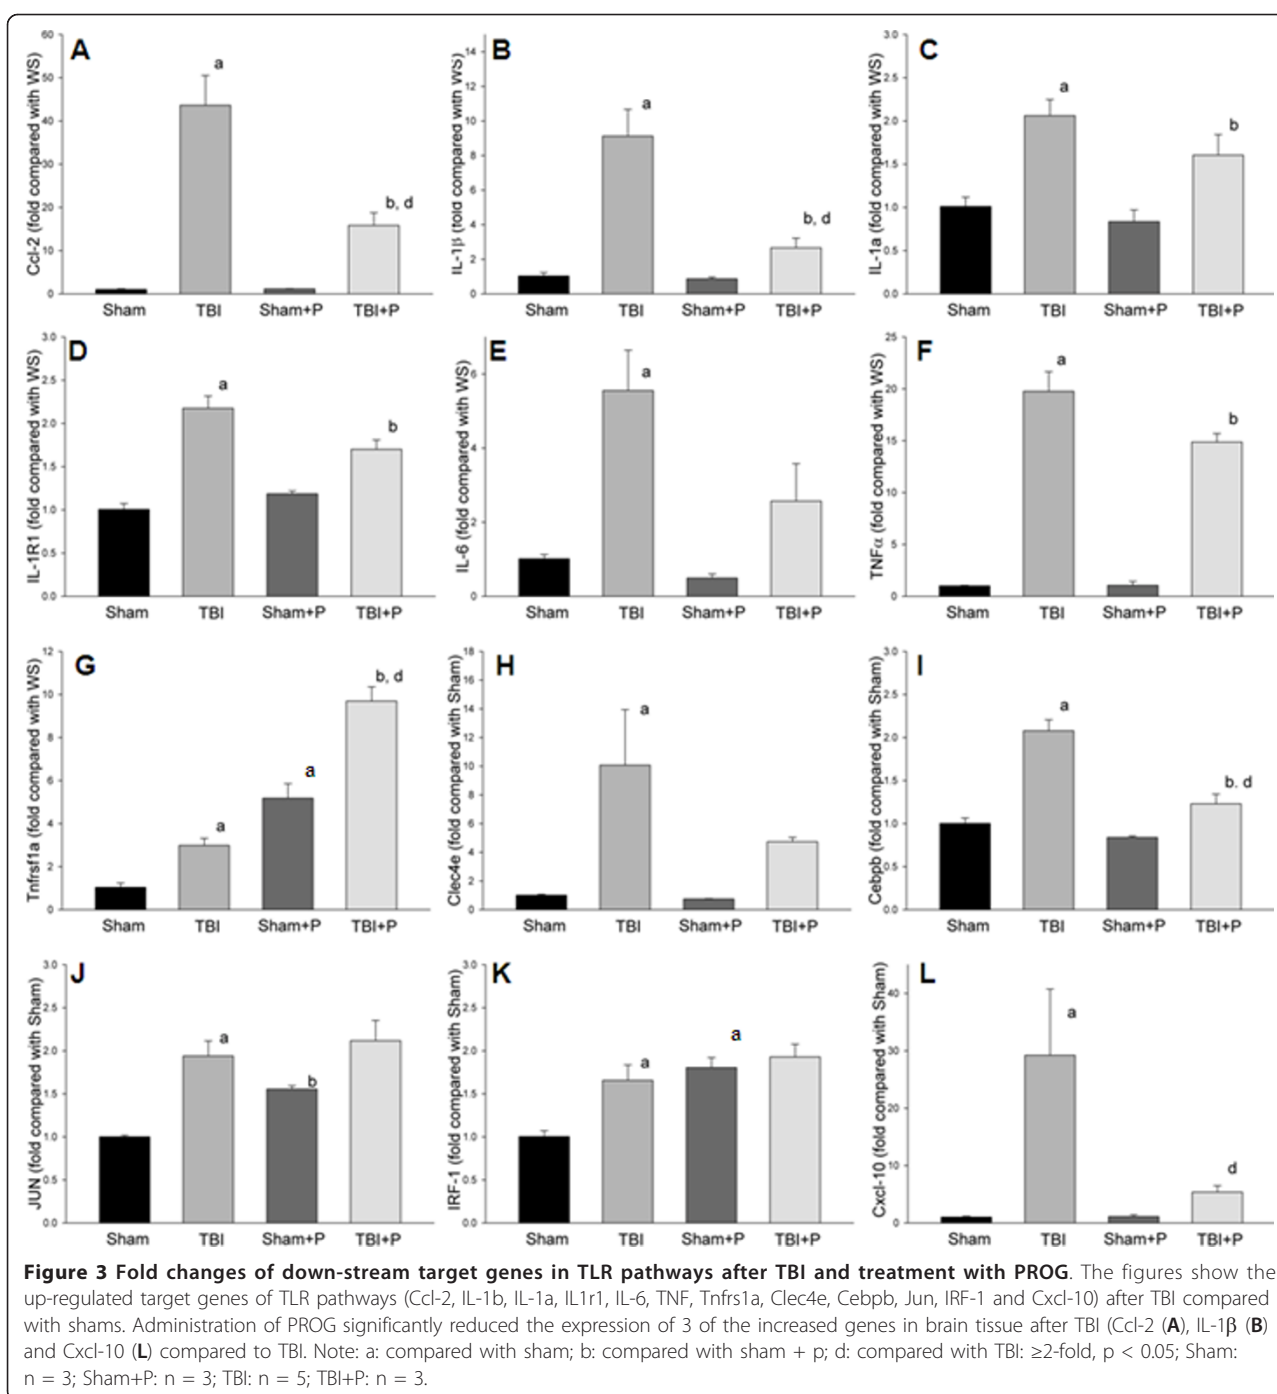 A
Ccl-2 (fold compared with WS)
60
50
40
30
20
10
0
a
b, d
Sham TBI Sham+P TBI+P
B
IL-1β (fold compared with WS)
14
12
10
8
6
4
2
0
a
b, d
Sham TBI Sham+P TBI+P
C
IL-1a (fold compared with WS)
3.0
2.5
2.0
1.5
1.0
0.5
0.0
a
b
Sham TBI Sham+P TBI+P
D
IL-1R1 (fold compared with WS)
3.0
2.5
2.0
1.5
1.0
0.5
0.0
a
b
Sham TBI Sham+P TBI+P
E
IL-6 (fold compared with WS)
6
4
2
0
a
Sham TBI Sham+P TBI+P
F
TNFα (fold compared with WS)
25
20
15
10
5
0
a
b
Sham TBI Sham+P TBI+P
G
Tnfrsf1a (fold compared with WS)
12
10
8
6
4
2
0
a
a
b, d
Sham TBI Sham+P TBI+P
H
Clec4e (fold compared with Sham)
18
16
14
12
10
8
6
4
2
0
a
Sham TBI Sham+P TBI+P
I
Cebpb (fold compared with Sham)
3.0
2.5
2.0
1.5
1.0
0.5
0.0
a
b. d
Sham TBI Sham+P TBI+P
J
JUN (fold compared with Sham)
3.0
2.5
2.0
1.5
1.0
0.5
0.0
a
b
Sham TBI Sham+P TBI+P
K
IRF-1 (fold compared with Sham)
3.0
2.5
2.0
1.5
1.0
0.5
0.0
a
a
Sham TBI Sham+P TBI+P
L
Cxcl-10 (fold compared with Sham)
40
30
20
10
0
a
d
Sham TBI Sham+P TBI+P
Figure 3 Fold changes of down-stream target genes in TLR pathways after TBI and treatment with PROG. The figures show the
up-regulated target genes of TLR pathways (Ccl-2, IL-1b, IL-1a, IL1r1, IL-6, TNF, Tnfrs1a, Clec4e, Cebpb, Jun, IRF-1 and Cxcl-10) after TBI compared
with shams. Administration of PROG significantly reduced the expression of 3 of the increased genes in brain tissue after TBI (Ccl-2 (A), IL-1β (B)
and Cxcl-10 (L) compared to TBI. Note: a: compared with sham; b: compared with sham + p; d: compared with TBI: ≥2-fold, p < 0.05; Sham:
n = 3; Sham+P: n = 3; TBI: n = 5; TBI+P: n = 3.